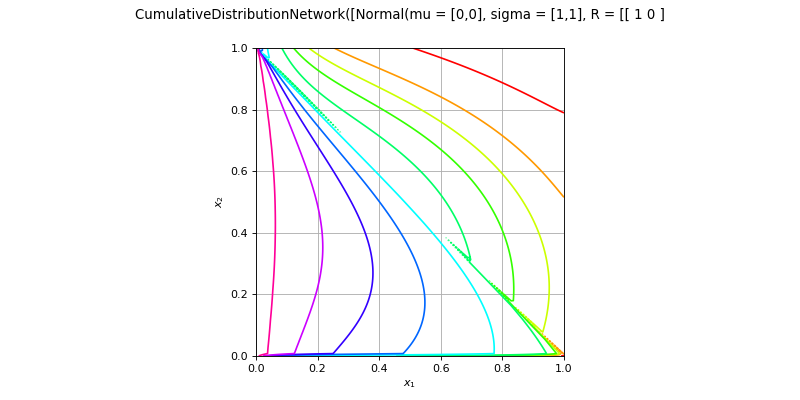 CumulativeDistributionNetwork([Normal(mu = [0,0], sigma = [1,1], R = [[ 1 0 ]
1.0
0.8
0.6
x₂
0.4
0.2
0.0
0.0 0.2 0.4 0.6 0.8 1.0
x₁